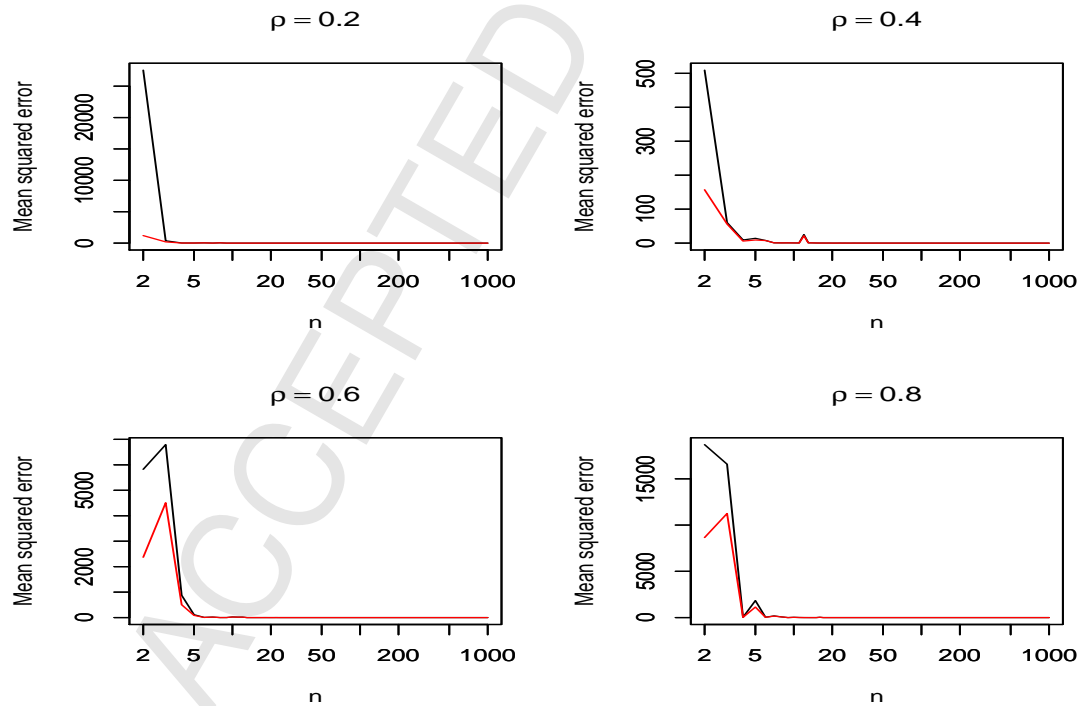 ρ = 0.2
Mean squared error
0 10000 20000
2 5 20 50 200 1000
n
ρ = 0.4
Mean squared error
0 100 300 500
2 5 20 50 200 1000
n
ρ = 0.6
Mean squared error
0 2000 5000
2 5 20 50 200 1000
n
ρ = 0.8
Mean squared error
0 5000 15000
2 5 20 50 200 1000
n
ACCEPTED